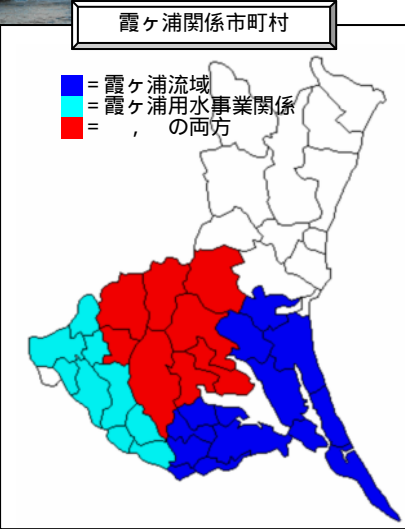 霞ヶ浦関係市町村
=霞ヶ浦流域
=霞ヶ浦用水事業関係
= , の両方